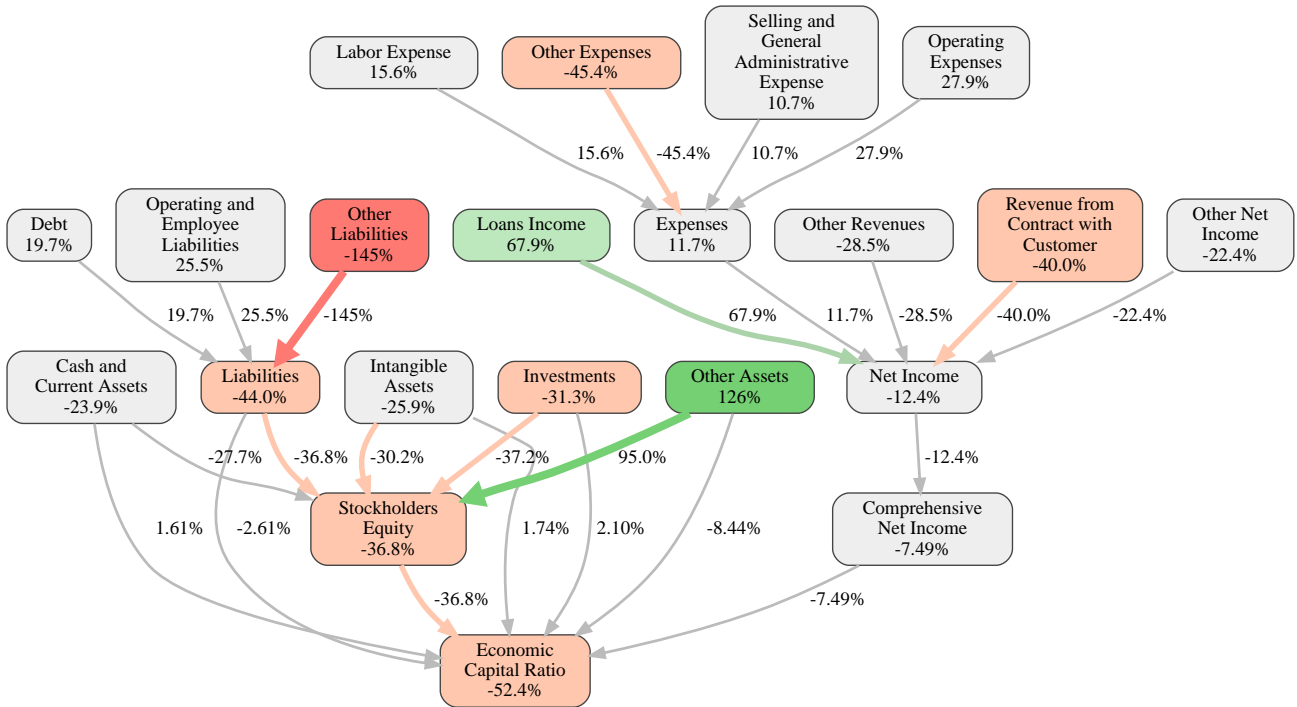 Selling and
General
Administrative
Expense
10.7%
Labor Expense
15.6%
Other Expenses
-45.4%
Operating
Expenses
27.9%
15.6%
-45.4%
10.7%
27.9%
Debt
19.7%
Operating and
Employee
Liabilities
25.5%
Other
Liabilities
-145%
Loans Income
67.9%
Expenses
11.7%
Other Revenues
-28.5%
Revenue from
Contract with
Customer
-40.0%
Other Net
Income
-22.4%
19.7%
25.5%
-145%
67.9%
11.7%
-28.5%
-40.0%
-22.4%
Cash and
Current Assets
-23.9%
Liabilities
-44.0%
Intangible
Assets
-25.9%
Investments
-31.3%
Other Assets
126%
Net Income
-12.4%
-27.7%
-36.8%
-30.2%
-37.2%
95.0%
-12.4%
1.61%
-2.61%
Stockholders
Equity
-36.8%
1.74%
2.10%
-8.44%
Comprehensive
Net Income
-7.49%
-36.8%
-7.49%
Economic
Capital Ratio
-52.4%